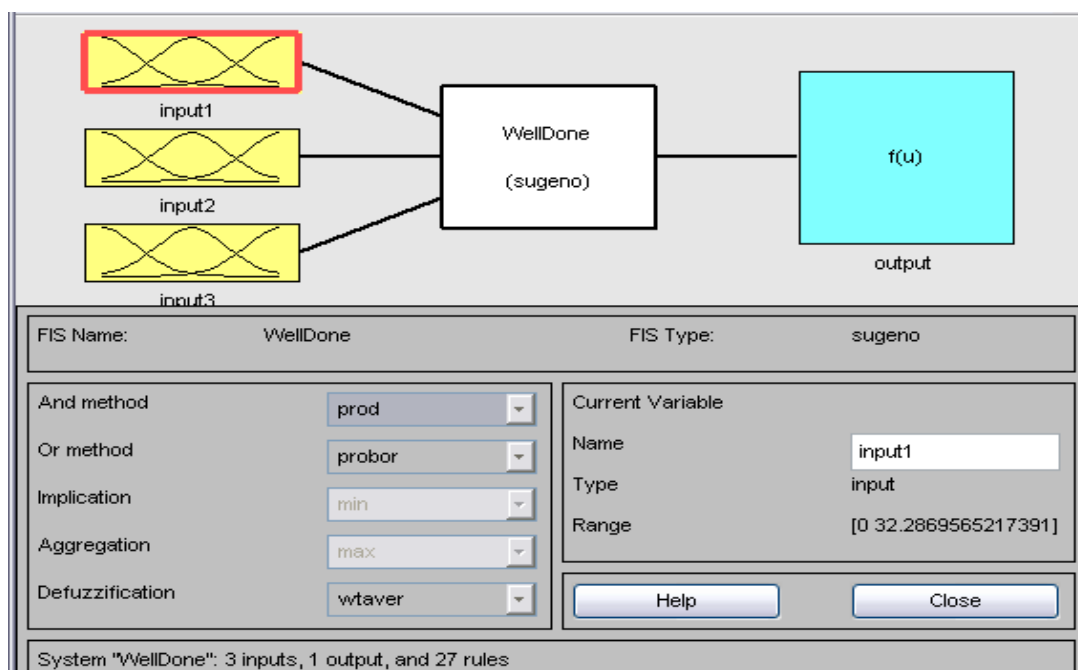 input1
input2
input3
WellDone
(sugeno)
f(u)
output
FIS Name: WellDone FIS Type: sugeno
And method prod
Or method probor
Implication min
Aggregation max
Defuzzification wtaver
Current Variable
Name input1
Type input
Range [0 32.2869565217391]
Help Close
System "WellDone": 3 inputs, 1 output, and 27 rules